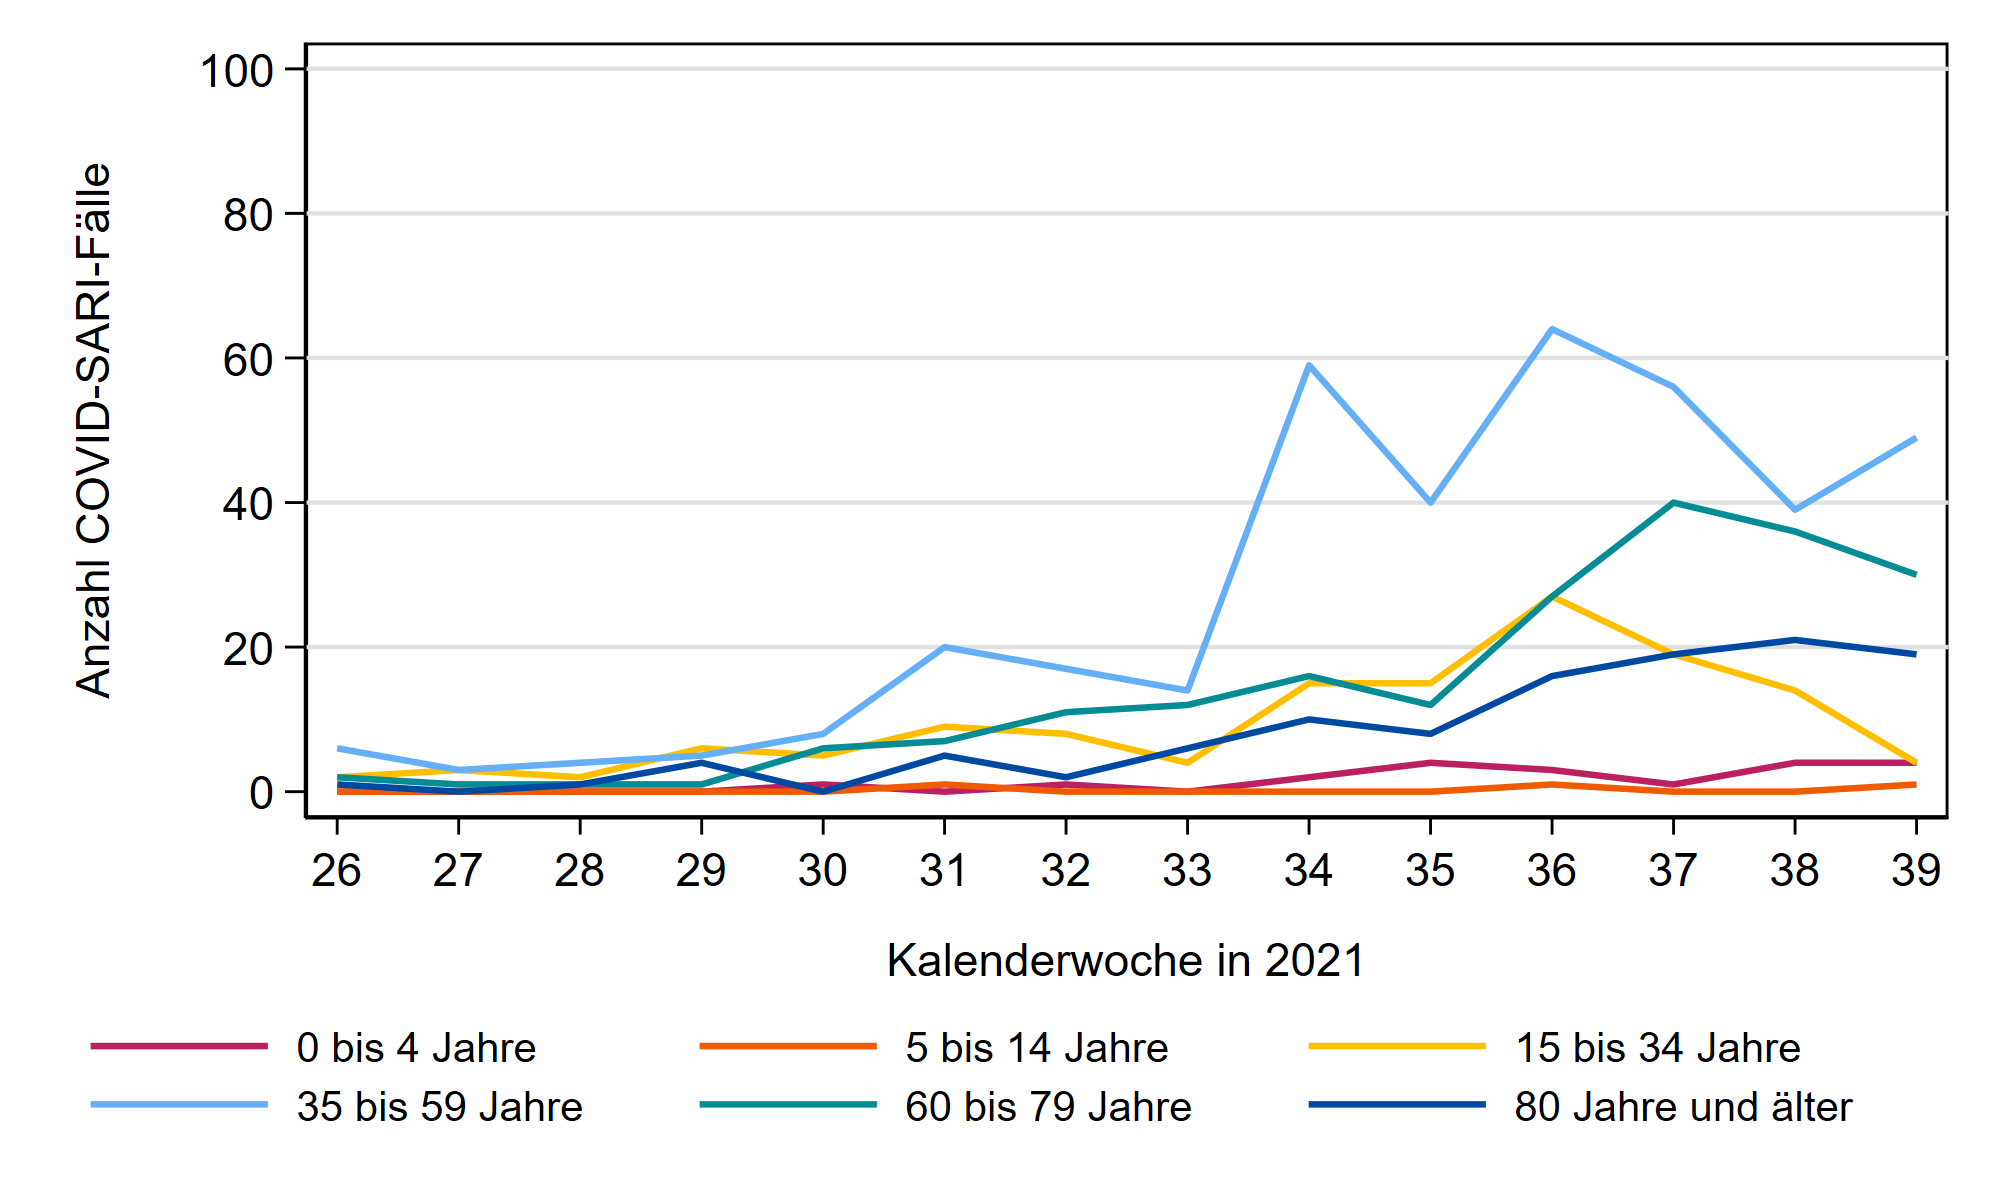 Anzahl COVID-SARI-Fälle
100
80
60
40
20
0
26 27 28 29 30 31 32 33 34 35 36 37 38 39
Kalenderwoche in 2021
0 bis 4 Jahre 5 bis 14 Jahre 15 bis 34 Jahre
35 bis 59 Jahre 60 bis 79 Jahre 80 Jahre und älter